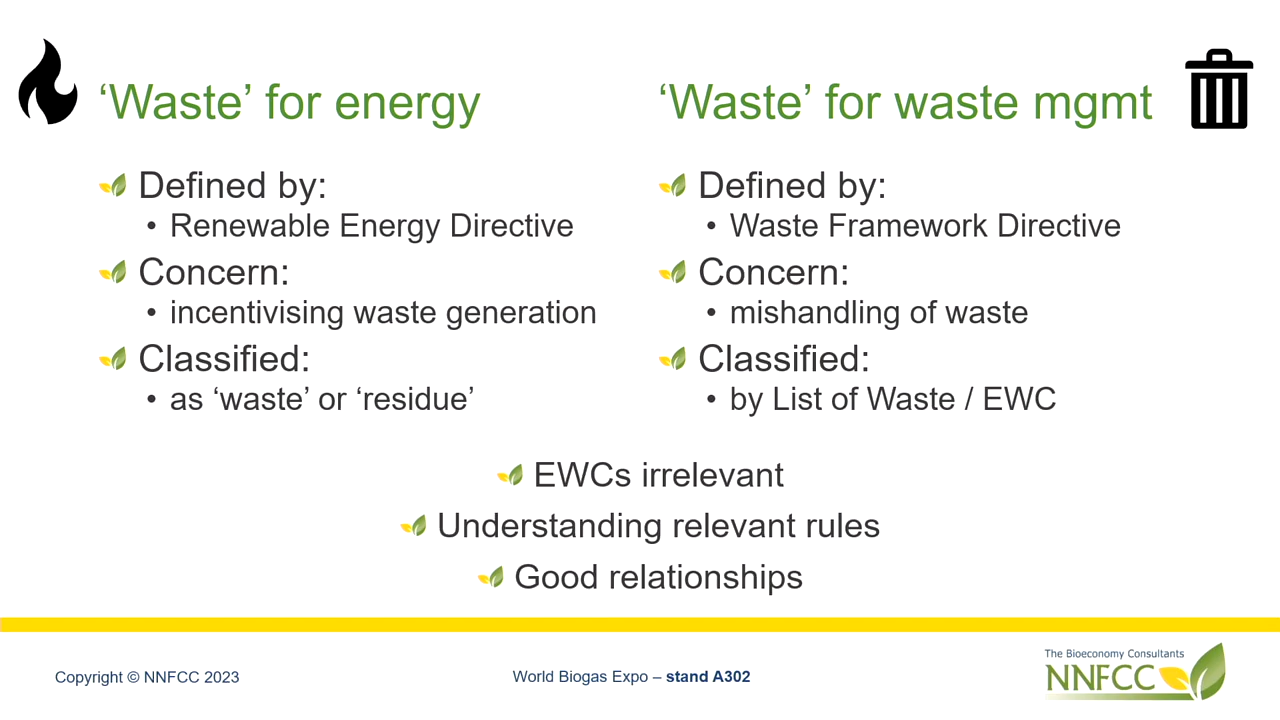 ‘Waste’ for energy
Defined by:
• Renewable Energy Directive
Concern:
• incentivising waste generation
Classified:
• as ‘waste’ or ‘residue’
‘Waste’ for waste mgmt
Defined by:
• Waste Framework Directive
Concern:
• mishandling of waste
Classified:
• by List of Waste / EWC
EWCs irrelevant
Understanding relevant rules
Good relationships
Copyright © NNFCC 2023
World Biogas Expo – stand A302
The Bioeconomy Consultants
NNFCC